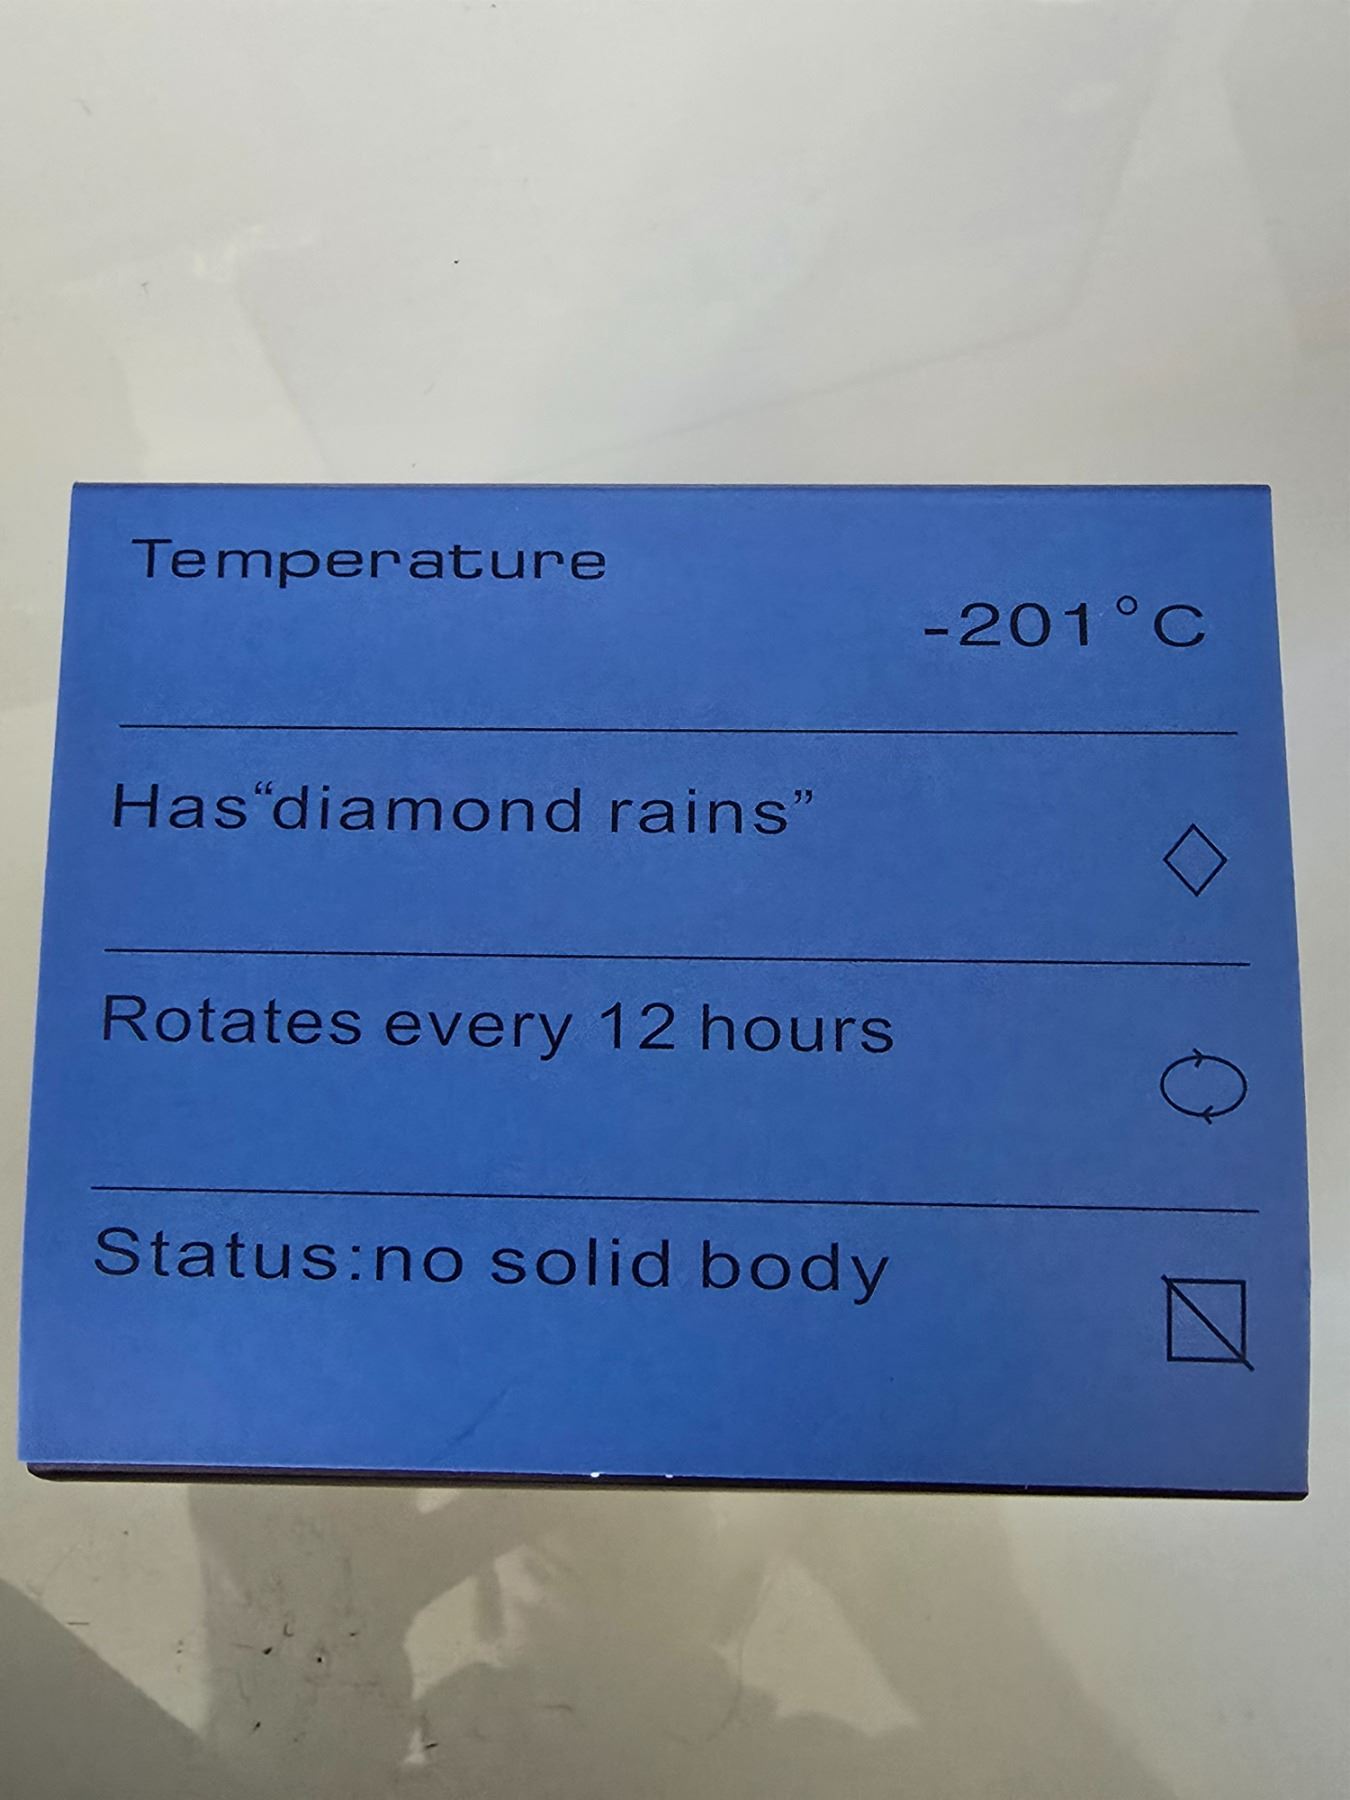 Temperature
-201°C
Has“diamond rains”
Rotates every 12 hours
Status:no solid body